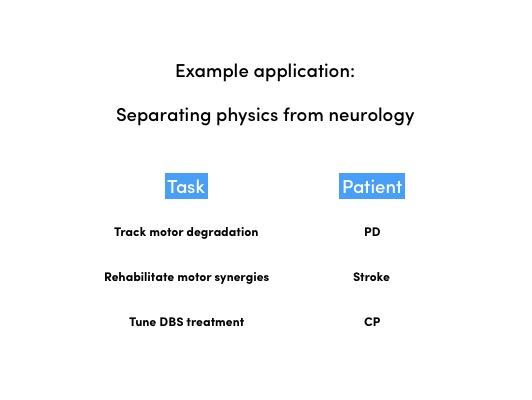 Example application:
Separating physics from neurology
Task Patient
Track motor degradation PD
Rehabilitate motor synergies Stroke
Tune DBS treatment CP